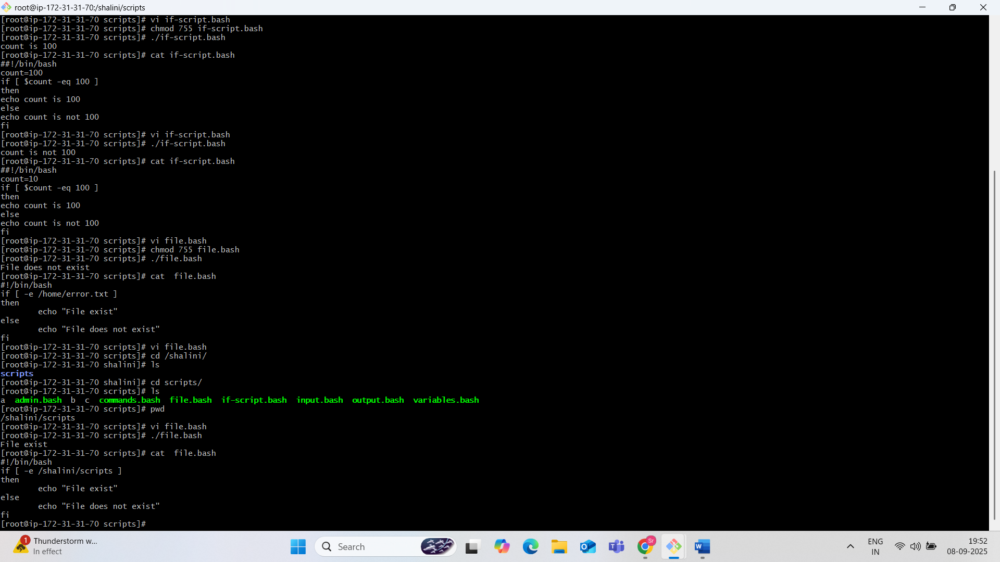 root@ip-172-31-31-70:/shalini/scripts
[root@ip-172-31-31-70 scripts]# vi if-script.bash
[root@ip-172-31-31-70 scripts]# chmod 755 if-script.bash
[root@ip-172-31-31-70 scripts]# ./if-script.bash
count is 100
[root@ip-172-31-31-70 scripts]# cat if-script.bash
##!/bin/bash
count=100
if [ $count -eq 100 ]
then
echo count is 100
else
echo count is not 100
fi
[root@ip-172-31-31-70 scripts]# vi if-script.bash
[root@ip-172-31-31-70 scripts]# ./if-script.bash
count is not 100
[root@ip-172-31-31-70 scripts]# cat if-script.bash
##!/bin/bash
count=10
if [ $count -eq 100 ]
then
echo count is 100
else
echo count is not 100
fi
[root@ip-172-31-31-70 scripts]# vi file.bash
[root@ip-172-31-31-70 scripts]# chmod 755 file.bash
[root@ip-172-31-31-70 scripts]# ./file.bash
File does not exist
[root@ip-172-31-31-70 scripts]# cat  file.bash
#!/bin/bash
if [ -e /home/error.txt ]
then
        echo "File exist"
else
        echo "File does not exist"
fi
[root@ip-172-31-31-70 scripts]# vi file.bash
[root@ip-172-31-31-70 scripts]# cd /shalini/
[root@ip-172-31-31-70 shalini]# ls
scripts
[root@ip-172-31-31-70 shalini]# cd scripts/
[root@ip-172-31-31-70 scripts]# ls
a  admin.bash  b  c  commands.bash  file.bash  if-script.bash  input.bash  output.bash  variables.bash
[root@ip-172-31-31-70 scripts]# pwd
/shalini/scripts
[root@ip-172-31-31-70 scripts]# vi file.bash
[root@ip-172-31-31-70 scripts]# ./file.bash
File exist
[root@ip-172-31-31-70 scripts]# cat  file.bash
#!/bin/bash
if [ -e /shalini/scripts ]
then
        echo "File exist"
else
        echo "File does not exist"
fi
[root@ip-172-31-31-70 scripts]#
1
Thunderstorm w...
In effect
Search
Sr
ENG
IN
19:52
08-09-2025